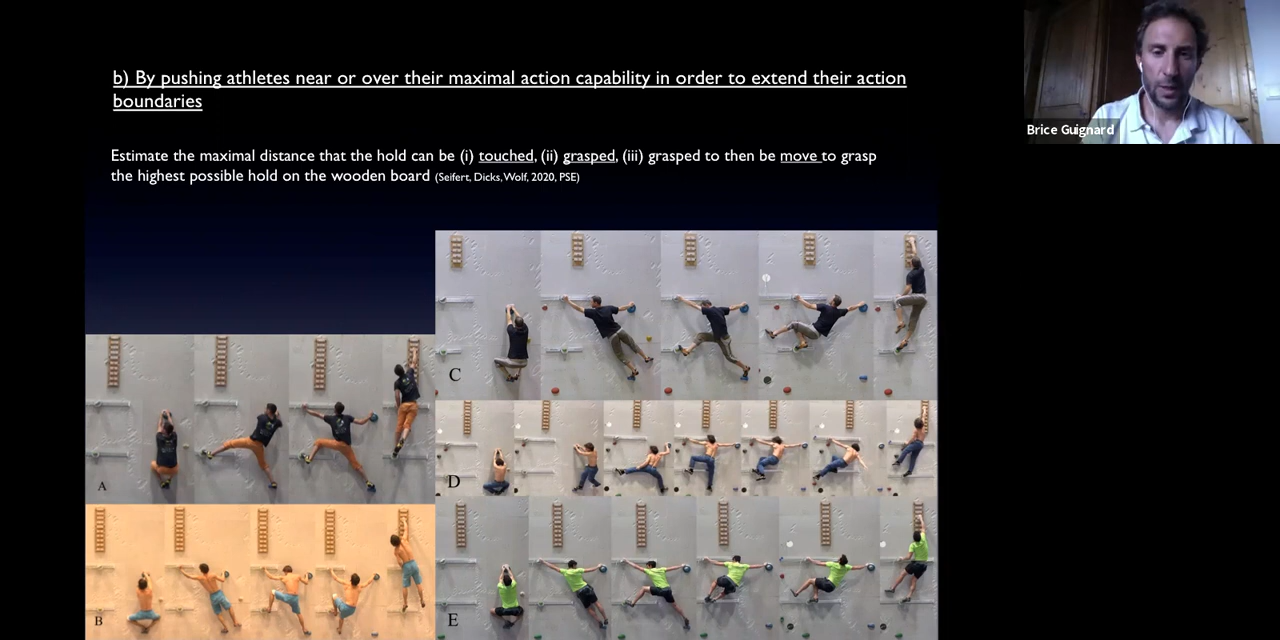 b) By pushing athletes near or over their maximal action capability in order to extend their action
boundaries
Brice Guignard
Estimate the maximal distance that the hold can be (i) touched, (ii) grasped, (iii) grasped to then be move to grasp
the highest possible hold on the wooden board (Seifert, Dicks, Wolf, 2020, PSE)
C
A
D
B
E